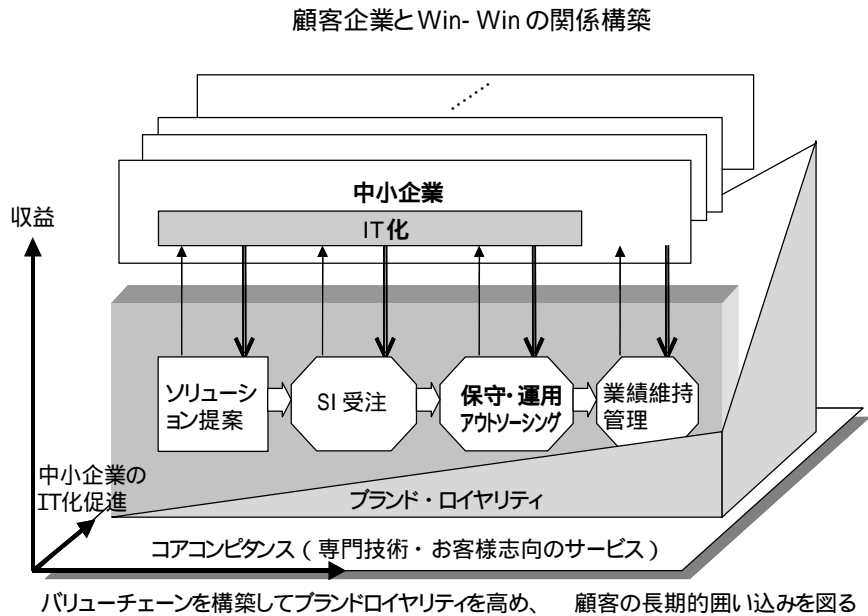 顧客企業とWin-Winの関係構築
……
中小企業
IT化
収益
ソリューシ
ョン提案
SI受注
保守・運用
アウトソーシング
業績維持
管理
中小企業の
IT化促進
ブランド・ロイヤリティ
コアコンピタンス(専門技術・お客様志向のサービス)
バリューチェーンを構築してブランドロイヤリティを高め、 顧客の長期的囲い込みを図る